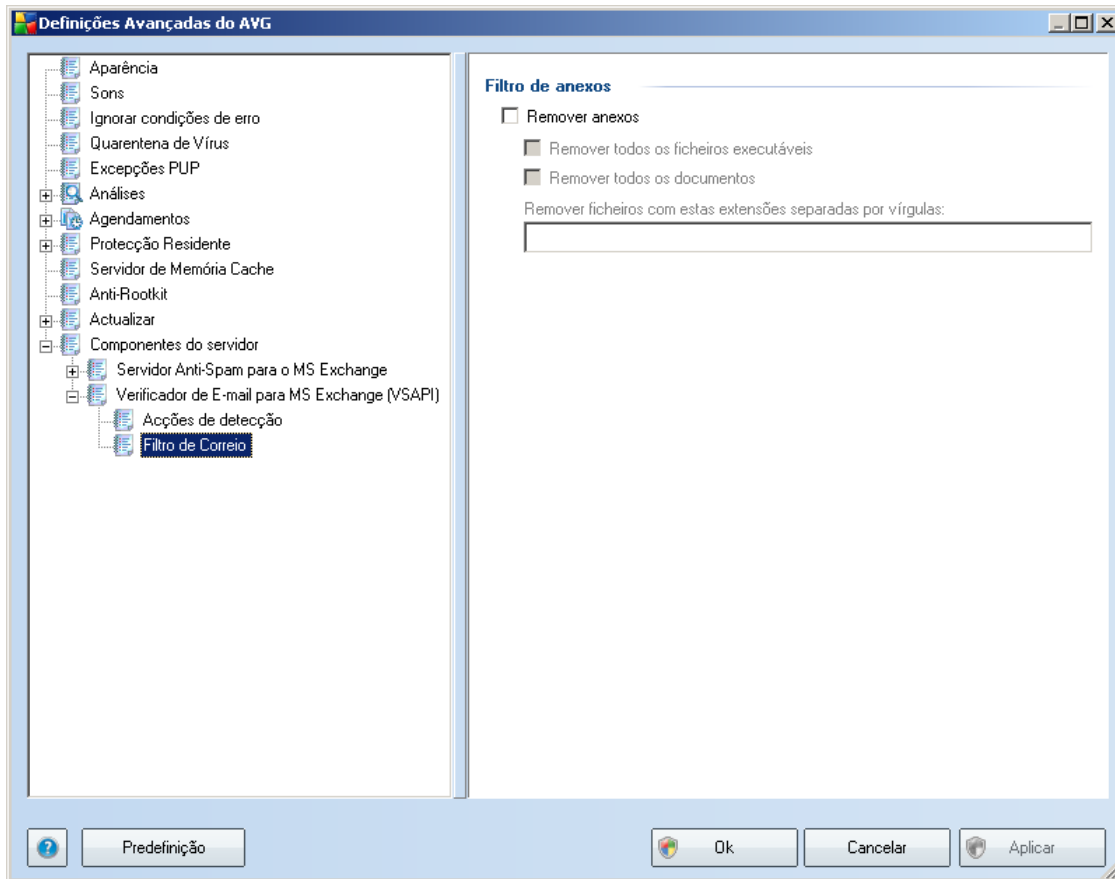 Definições Avançadas do AVG
Aparência
Sons
Ignorar condições de erro
Quarentena de Vírus
Excepções PUP
Análises
Agendamentos
Protecção Residente
Servidor de Memória Cache
Anti-Rootkit
Actualizar
Componentes do servidor
Servidor Anti-Spam para o MS Exchange
Verificador de E-mail para MS Exchange (VSAPI)
Acções de detecção
Filtro de Correio
Filtro de anexos
Remover anexos
Remover todos os ficheiros executáveis
Remover todos os documentos
Remover ficheiros com estas extensões separadas por vírgulas:
Predefinição
Ok
Cancelar
Aplicar